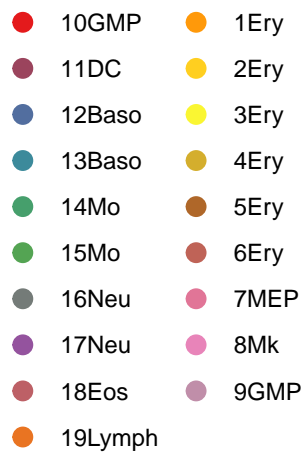 10GMP 1Ery
11DC 2Ery
12Baso 3Ery
13Baso 4Ery
14Mo 5Ery
15Mo 6Ery
16Neu 7MEP
17Neu 8Mk
18Eos 9GMP
19Lymph